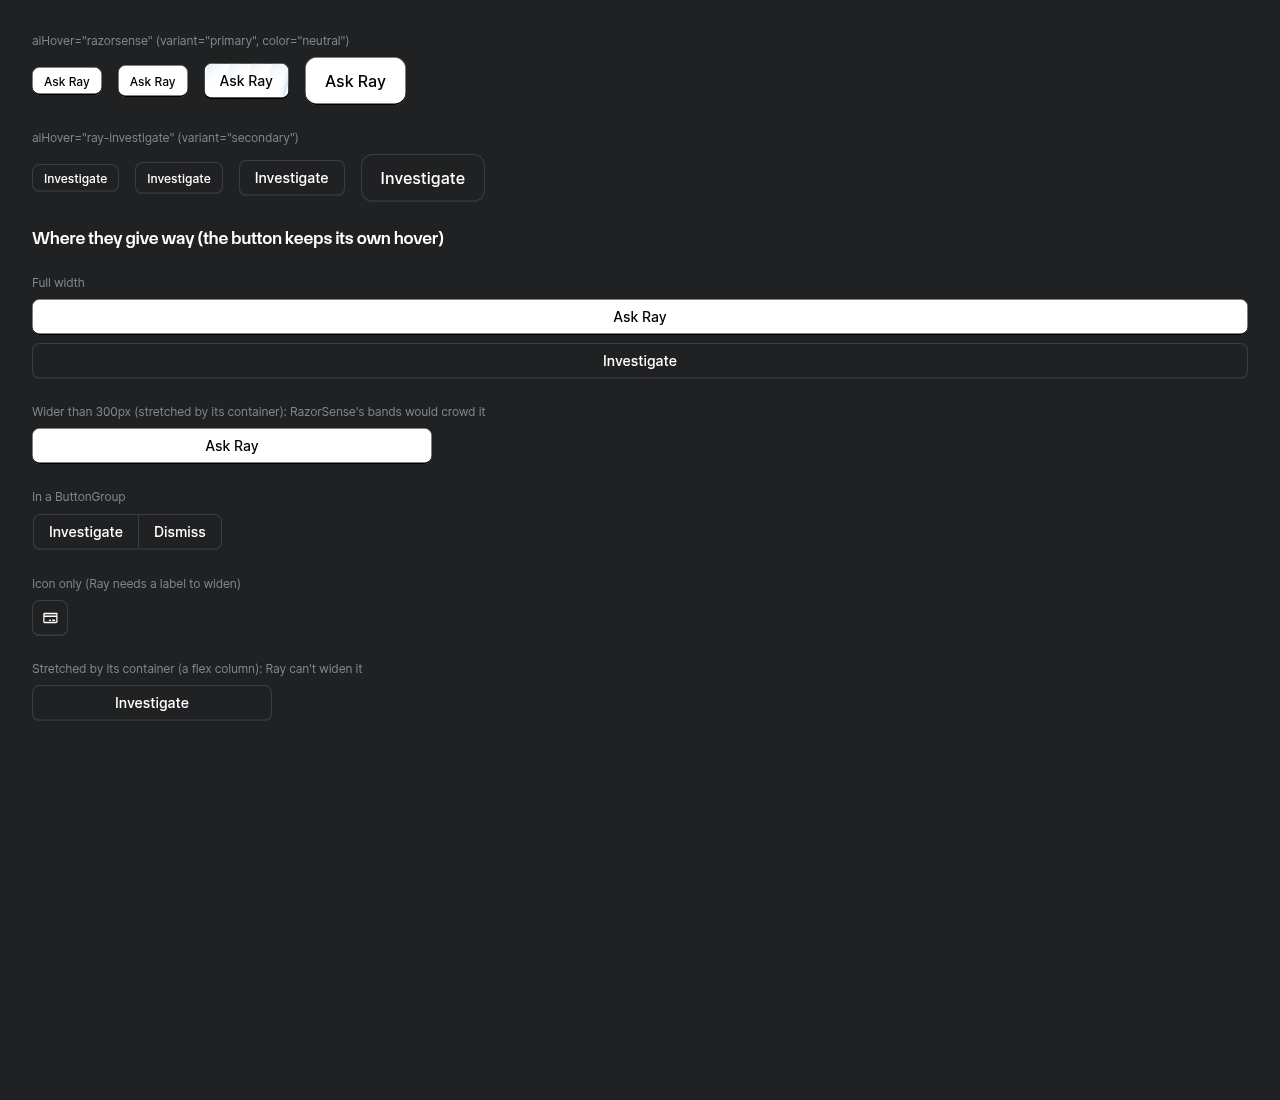 aiHover="razorsense" (variant="primary", color="neutral")
Ask Ray Ask Ray Ask Ray Ask Ray
aiHover="ray-investigate" (variant="secondary")
Investigate Investigate Investigate Investigate
Where they give way (the button keeps its own hover)
Full width
Ask Ray
Investigate
Wider than 300px (stretched by its container): RazorSense's bands would crowd it
Ask Ray
In a ButtonGroup
Investigate Dismiss
Icon only (Ray needs a label to widen)
Stretched by its container (a flex column): Ray can't widen it
Investigate